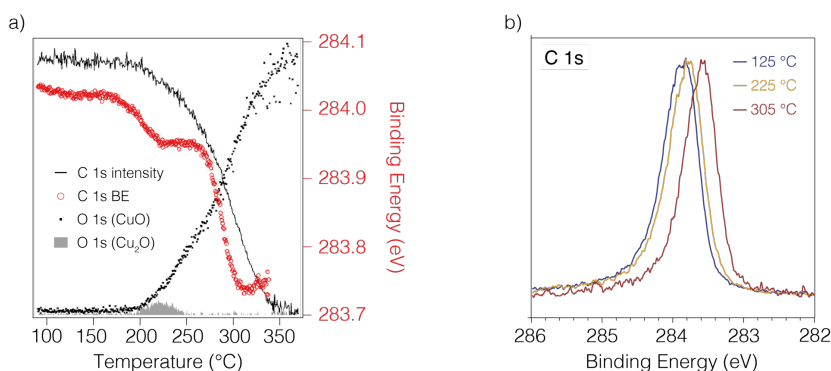 a)
284.1
284.0
283.9
283.8
283.7
Binding Energy (eV)
C 1s intensity
C 1s BE
O 1s (CuO)
O 1s (Cu₂O)
100 150 200 250 300 350
Temperature (°C)
b)
C 1s
125 °C
225 °C
305 °C
286 285 284 283 282
Binding Energy (eV)